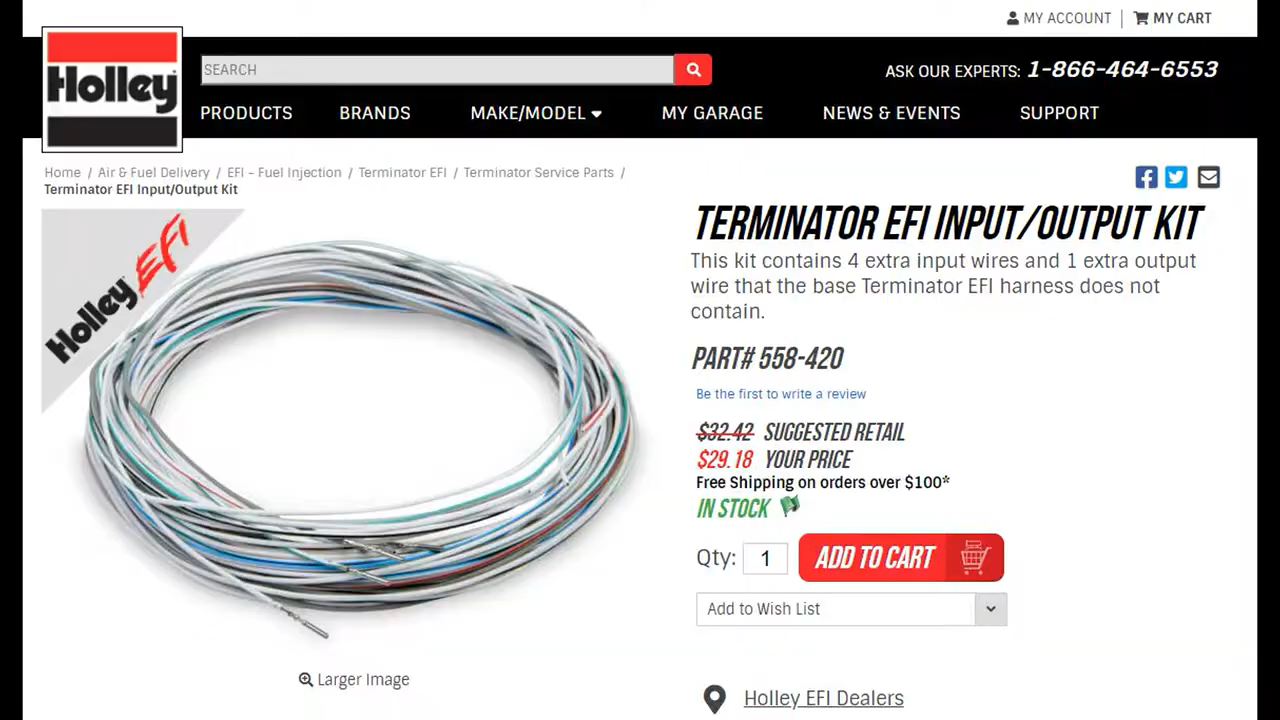 MY ACCOUNT
MY CART
Holley
SEARCH
ASK OUR EXPERTS: 1-866-464-6553
PRODUCTS
BRANDS
MAKE/MODEL
MY GARAGE
NEWS & EVENTS
SUPPORT
Home / Air & Fuel Delivery / EFI - Fuel Injection / Terminator EFI / Terminator Service Parts /
Terminator EFI Input/Output Kit
Holley EFI
TERMINATOR EFI INPUT/OUTPUT KIT
This kit contains 4 extra input wires and 1 extra output
wire that the base Terminator EFI harness does not
contain.
PART# 558-420
Be the first to write a review
$32.42 SUGGESTED RETAIL
$29.18 YOUR PRICE
Free Shipping on orders over $100*
IN STOCK
Qty: 1
ADD TO CART
Add to Wish List
Larger Image
Holley EFI Dealers